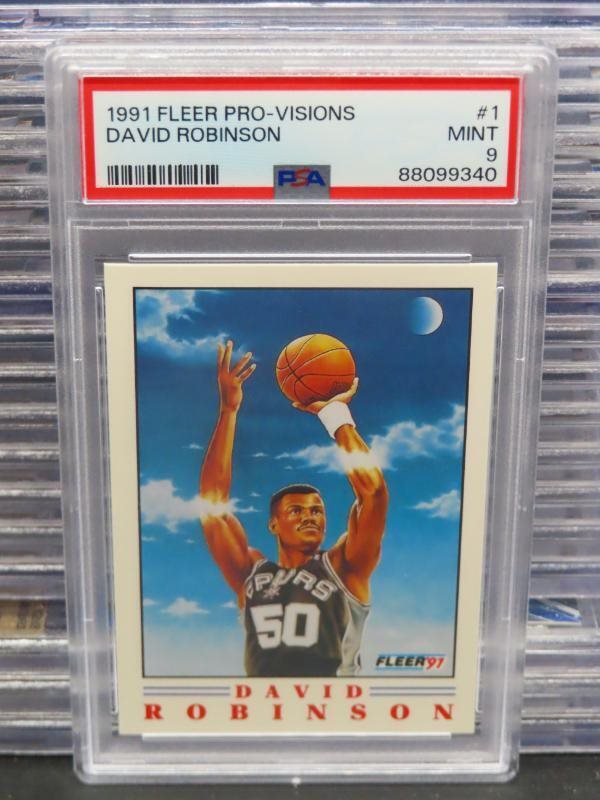 1991 FLEER PRO-VISIONS #1
DAVID ROBINSON MINT
9
PSA 88099340
SPURS
50
FLEER '91
DAVID
ROBINSON